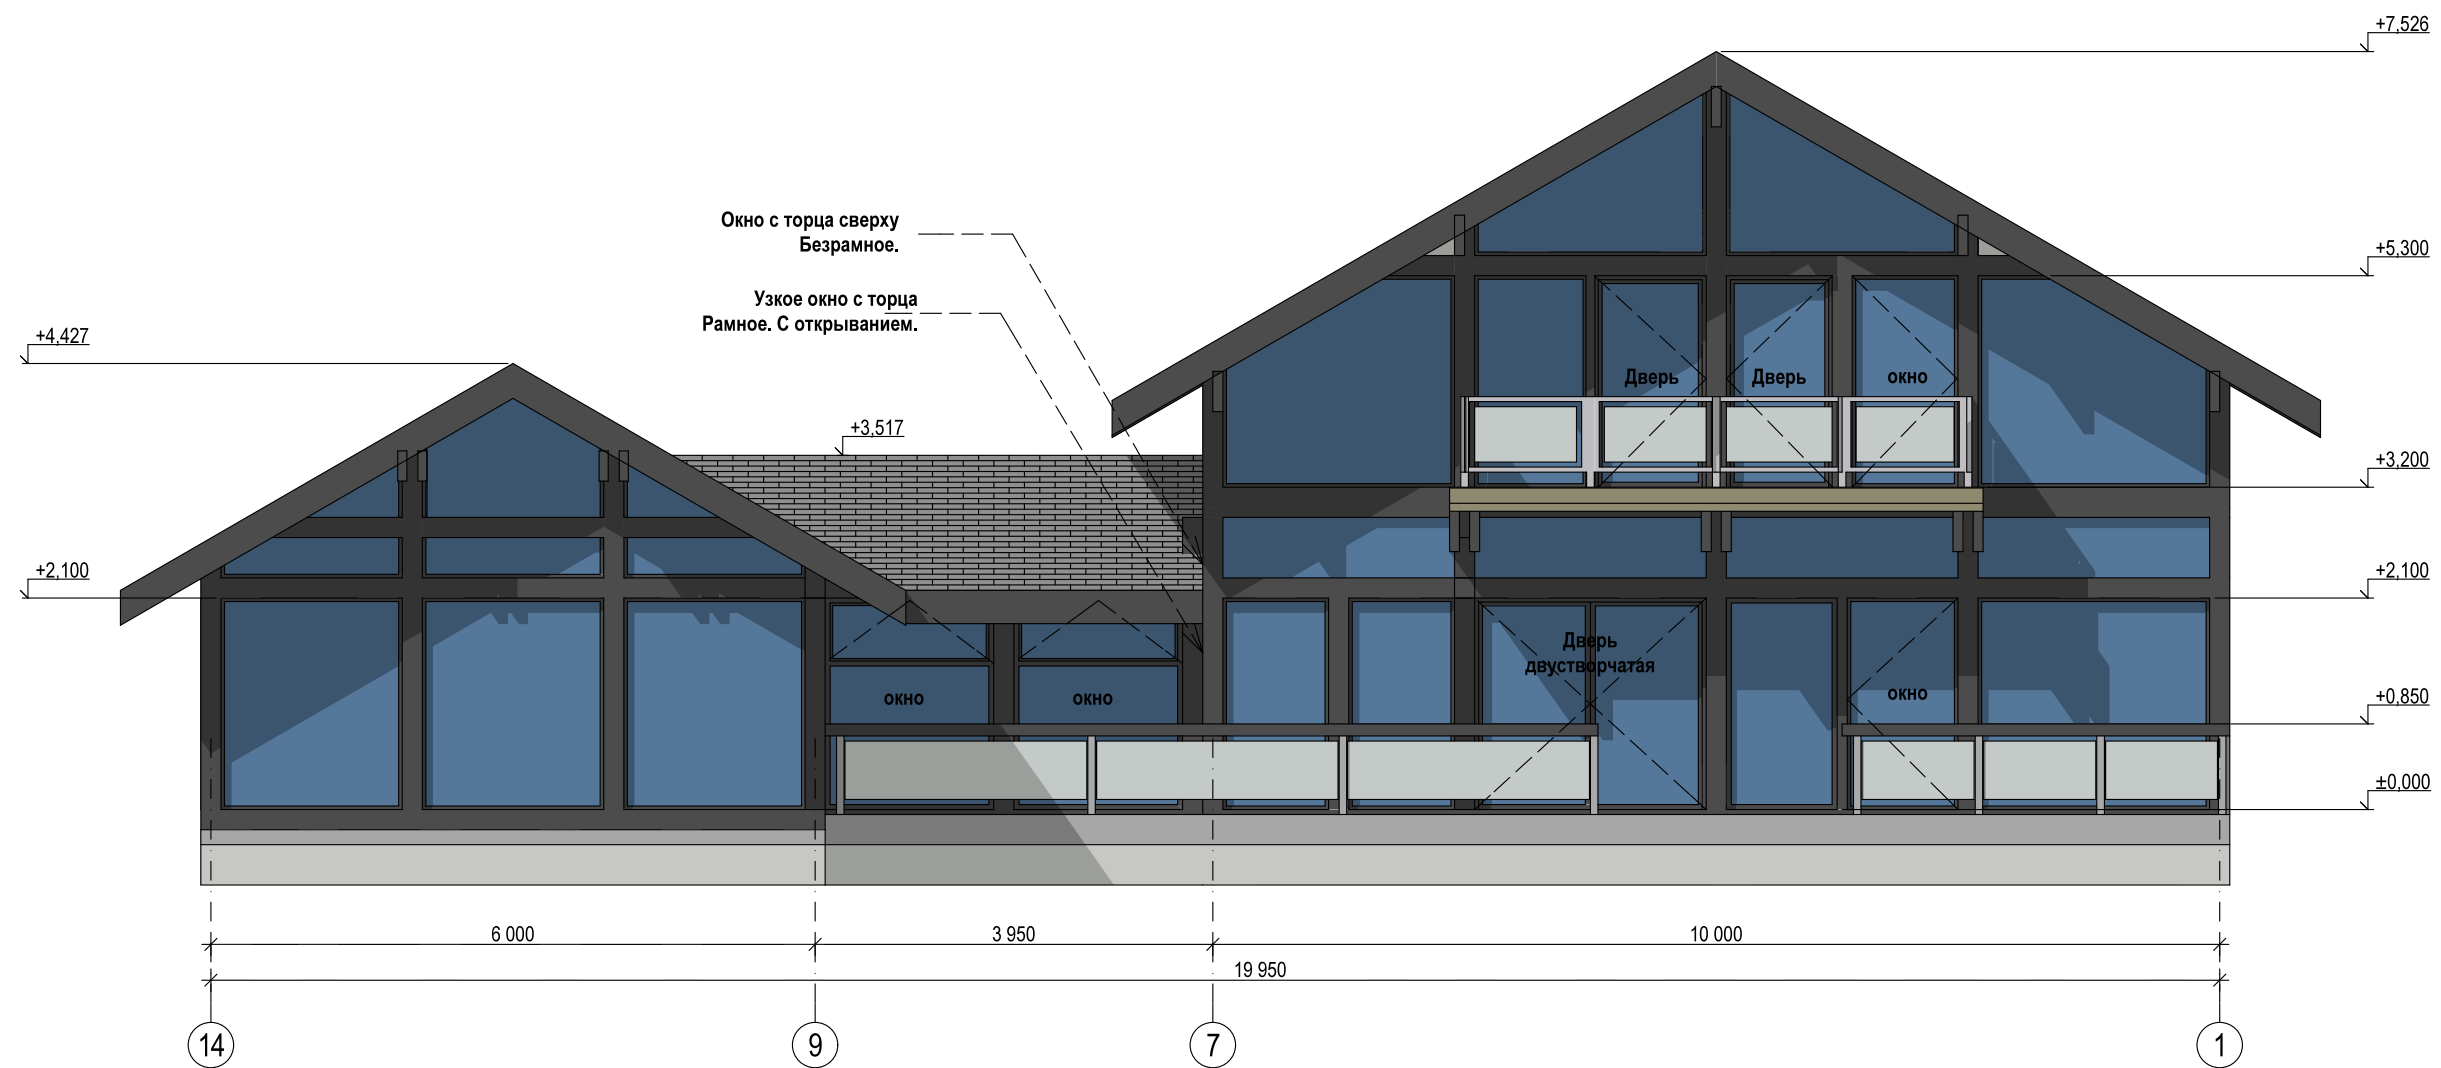 +7,526
Окно с торца сверху
Безрамное.
+5,300
Узкое окно с торца
Рамное. С открыванием.
+4,427
Дверь
Дверь
окно
+3,517
+3,200
+2,100
+2,100
Дверь
двустворчатая
окно
окно
окно
+0,850
±0,000
6 000
3 950
10 000
19 950
14
9
7
1